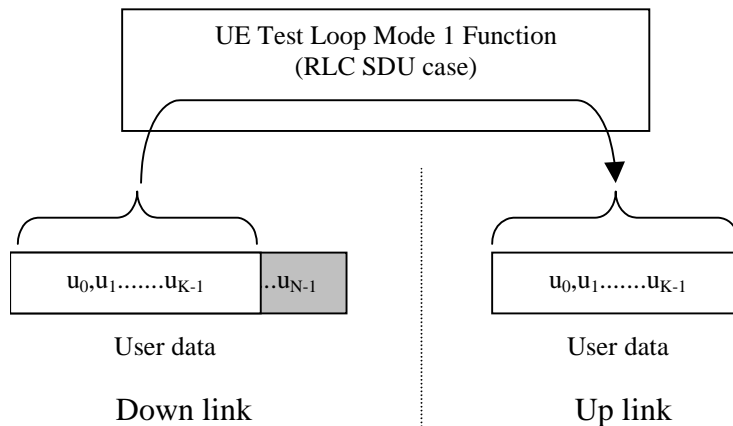 UE Test Loop Mode 1 Function
(RLC SDU case)
u0,u1.......uK-1 ..uN-1
u0,u1.......uK-1
User data
User data
Down link
Up link